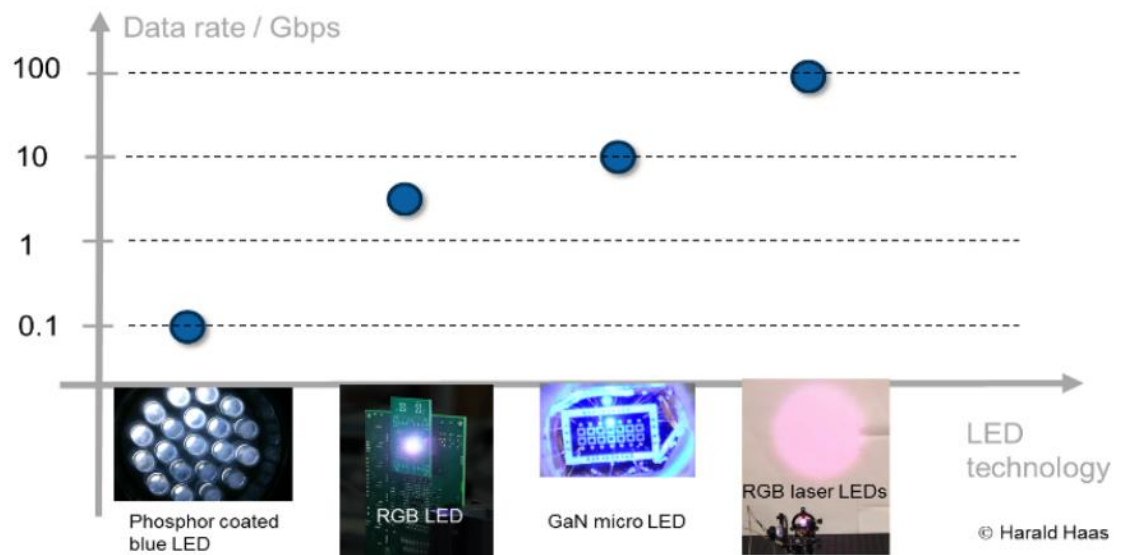 Data rate / Gbps
100
10
1
0.1
Phosphor coated
blue LED
RGB LED
GaN micro LED
RGB laser LEDs
LED
technology
© Harald Haas